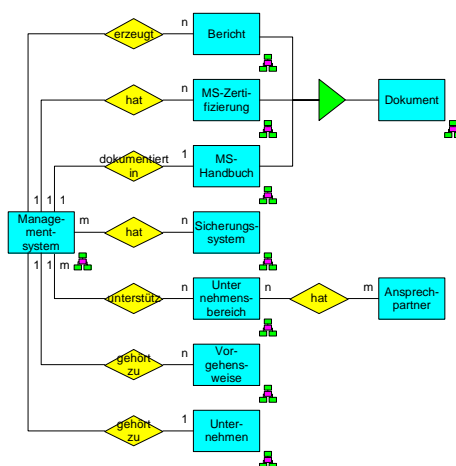 n
erzeugt
Bericht
n
hat
MS-Zerti-
fizierung
Dokument
dokumentiert
in
1
MS-
Handbuch
1 1 1
Manage-
ment-
system
m
hat
n
Sicherungs-
system
1 1 m
unterstütz
n
Unter
nehmens-
bereich
n
hat
m
Ansprech-
partner
gehört
zu
n
Vor-
gehens-
weise
gehört
zu
1
Unter-
nehmen